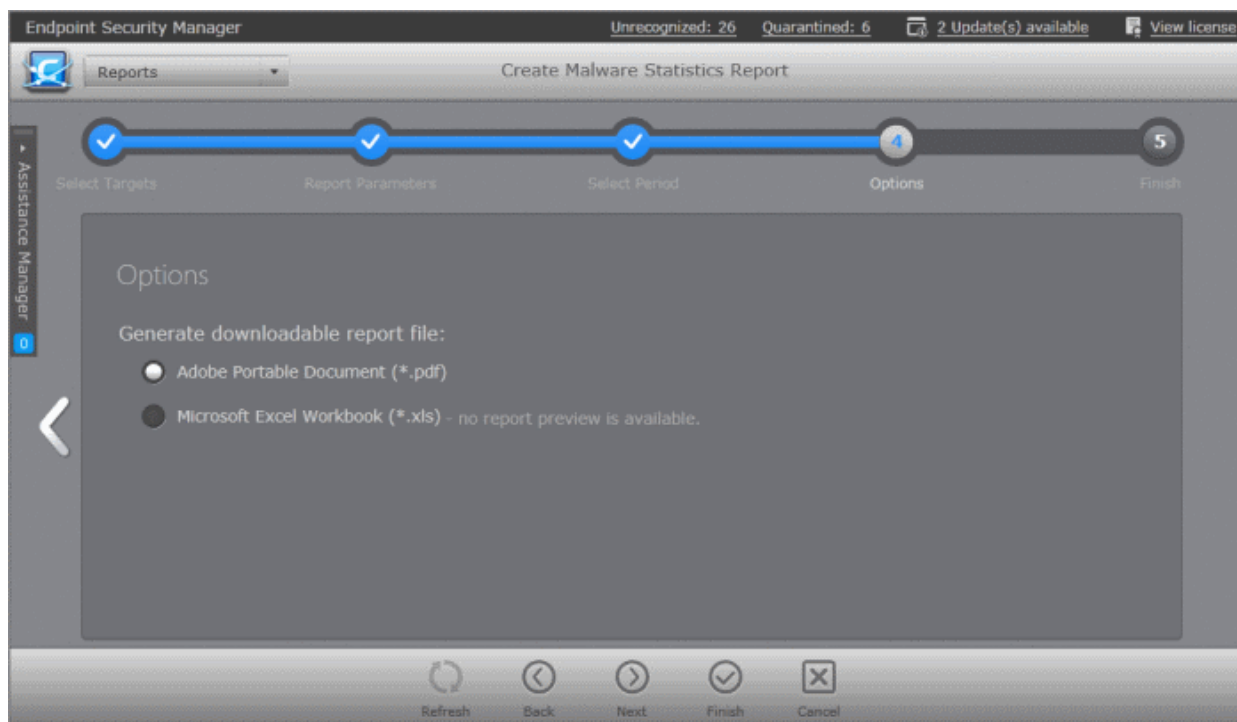 Endpoint Security Manager Unrecognized: 26 Quarantined: 6 2 Update(s) available View license
Reports Create Malware Statistics Report
4 5
Select Targets Report Parameters Select Period Options Finish
Assistance Manager
0
Options
Generate downloadable report file:
Adobe Portable Document (*.pdf)
Microsoft Excel Workbook (*.xls) - no report preview is available.
Refresh Back Next Finish Cancel